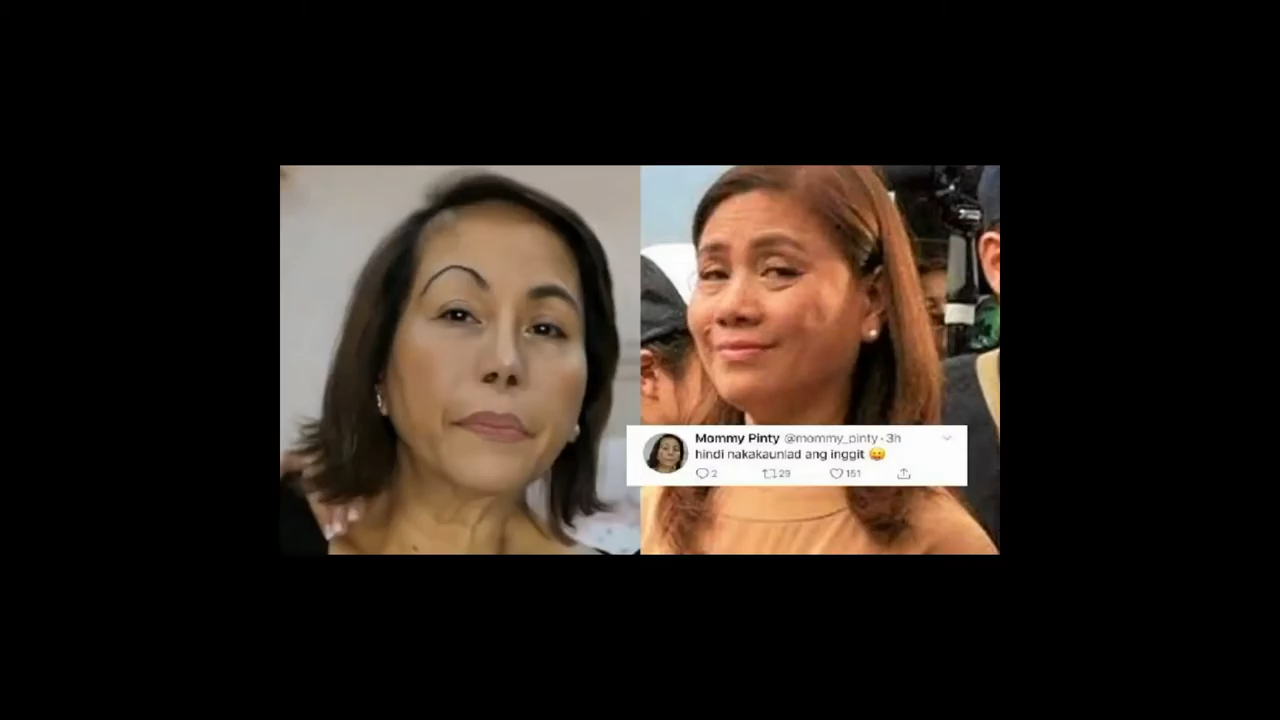 Mommy Pinty @mommy_pinty · 3h
hindi nakakaunlad ang inggit 😛
2 29 151